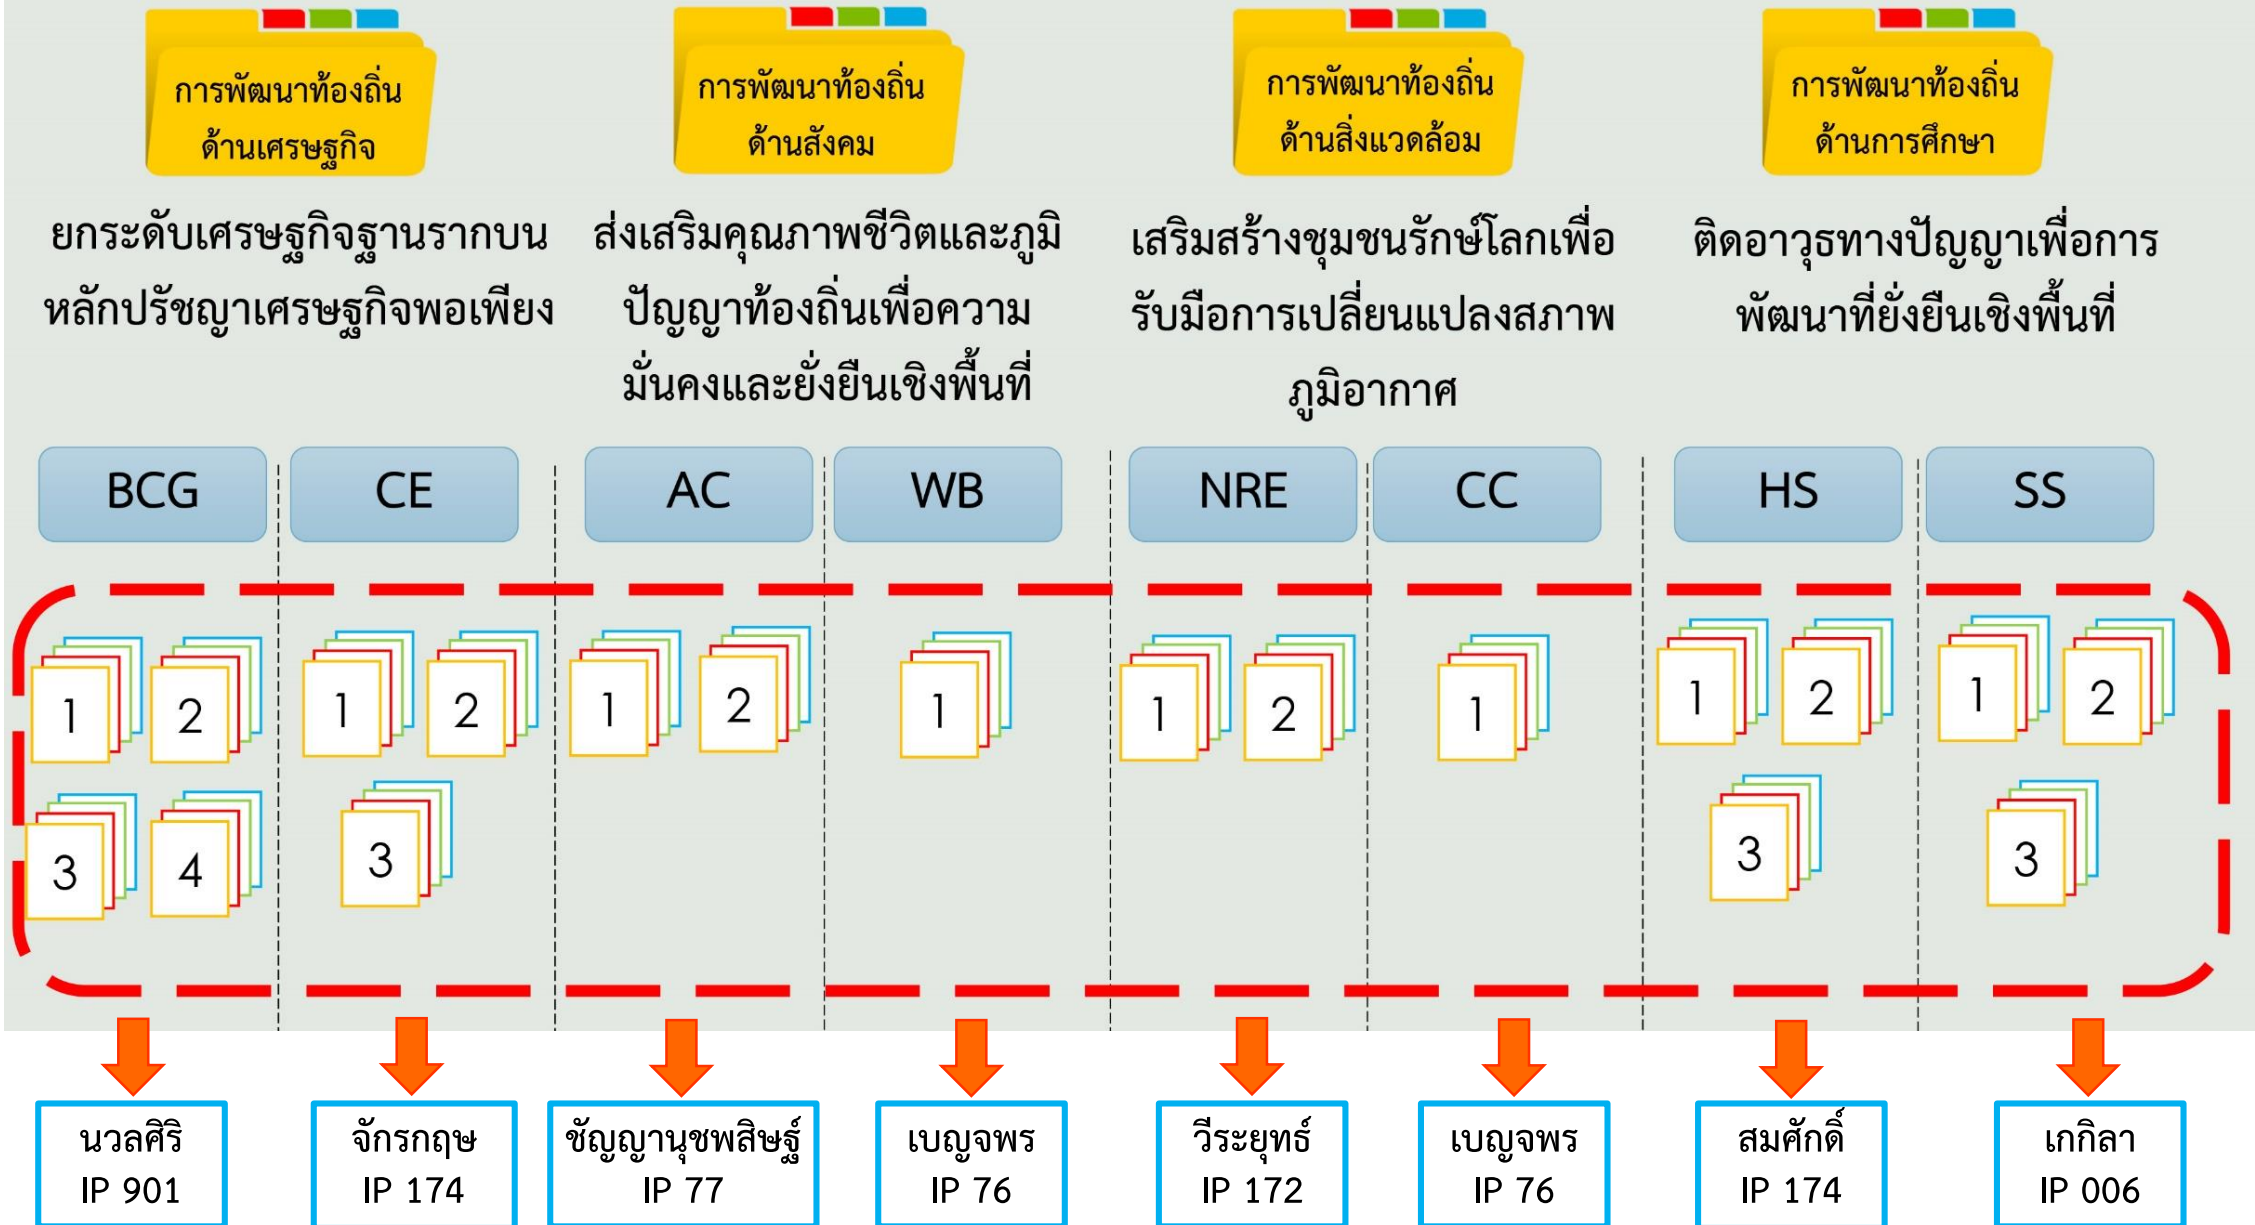 การพัฒนาท้องถิ่น
ด้านเศรษฐกิจ
การพัฒนาท้องถิ่น
ด้านสังคม
การพัฒนาท้องถิ่น
ด้านสิ่งแวดล้อม
การพัฒนาท้องถิ่น
ด้านการศึกษา
ยกระดับเศรษฐกิจฐานรากบน
หลักปรัชญาเศรษฐกิจพอเพียง
ส่งเสริมคุณภาพชีวิตและภูมิ
ปัญญาท้องถิ่นเพื่อความ
มั่นคงและยั่งยืนเชิงพื้นที่
เสริมสร้างชุมชนรักษ์โลกเพื่อ
รับมือการเปลี่ยนแปลงสภาพ
ภูมิอากาศ
ติดอาวุธทางปัญญาเพื่อการ
พัฒนาที่ยั่งยืนเชิงพื้นที่
BCG
CE
AC
WB
NRE
CC
HS
SS
1
2
1
2
1
2
1
1
2
1
1
2
1
2
3
4
3
3
3
นวลศิริ
IP 901
จักรกฤษ
IP 174
ชัญญานุชพสิษฐ์
IP 77
เบญจพร
IP 76
วีระยุทธ์
IP 172
เบญจพร
IP 76
สมศักดิ์
IP 174
เกกิลา
IP 006